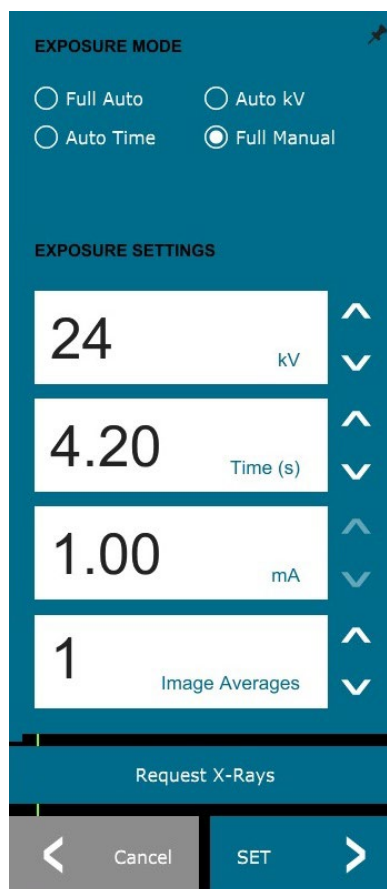 EXPOSURE MODE
Full Auto Auto kV
Auto Time Full Manual
EXPOSURE SETTINGS
24 kV
4.20 Time (s)
1.00 mA
1 Image Averages
Request X-Rays
Cancel SET